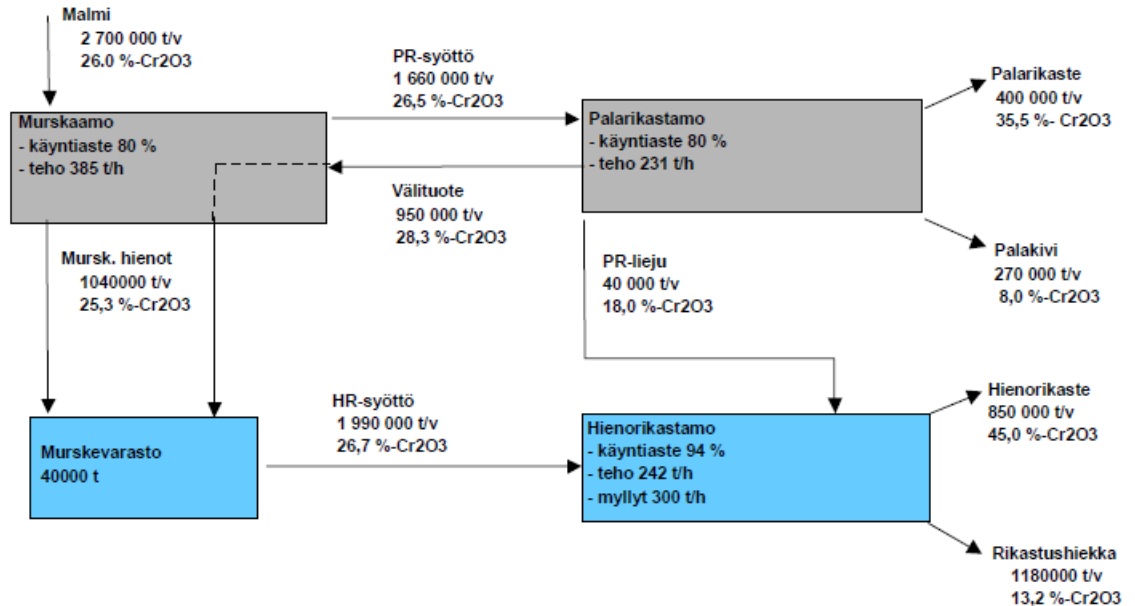 Malmi
2 700 000 t/v
26.0 %-Cr2O3
PR-syöttö
1 660 000 t/v
26,5 %-Cr2O3
Palarikaste
400 000 t/v
35,5 %- Cr2O3
Murskaamo
- käyntiaste 80 %
- teho 385 t/h
Palarikastamo
- käyntiaste 80 %
- teho 231 t/h
Välituote
950 000 t/v
28,3 %-Cr2O3
Mursk. hienot
1040000 t/v
25,3 %-Cr2O3
PR-lieju
40 000 t/v
18,0 %-Cr2O3
Palakivi
270 000 t/v
8,0 %-Cr2O3
HR-syöttö
1 990 000 t/v
26,7 %-Cr2O3
Hienorikaste
850 000 t/v
45,0 %-Cr2O3
Murskevarasto
40000 t
Hienorikastamo
- käyntiaste 94 %
- teho 242 t/h
- myllyt 300 t/h
Rikastushiekka
1180000 t/v
13,2 %-Cr2O3